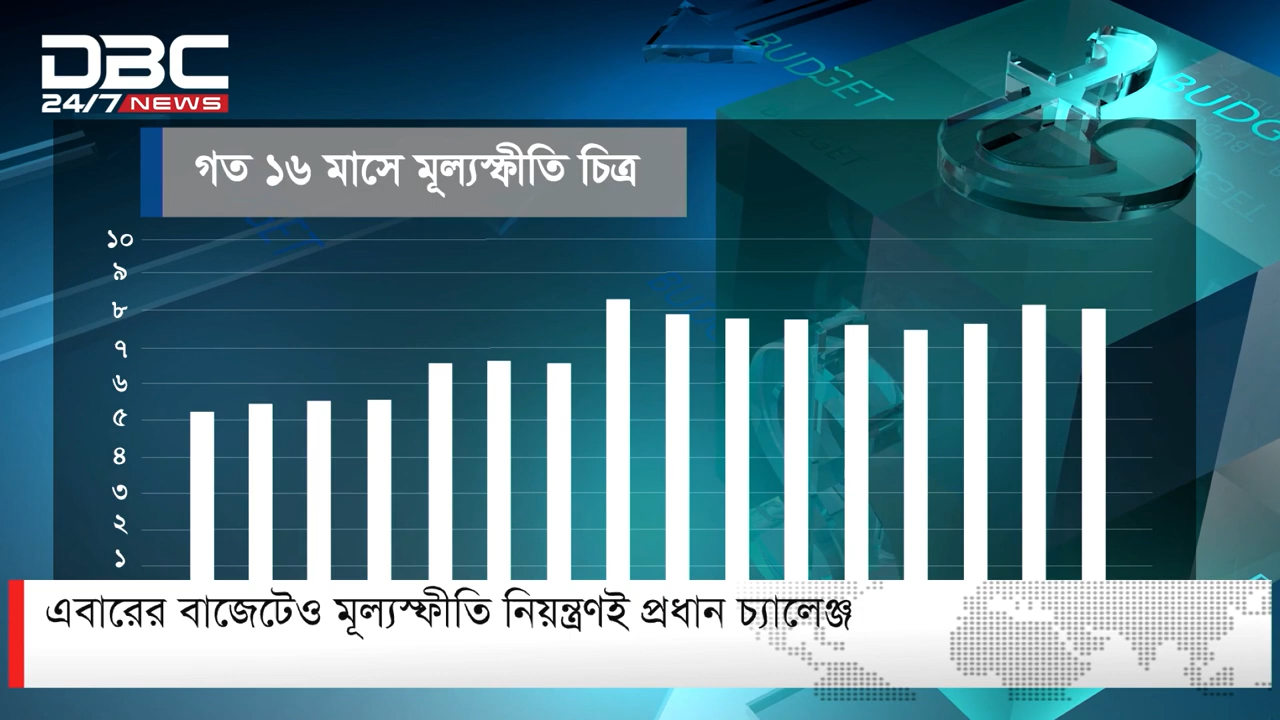 DBC
24/7 NEWS
BUDGET
BUDG
গত ১৬ মাসে মূল্যস্ফীতি চিত্র
১০
৯
৮
৭
৬
৫
৪
৩
২
১
এবারের বাজেটেও মূল্যস্ফীতি নিয়ন্ত্রণই প্রধান চ্যালেঞ্জ